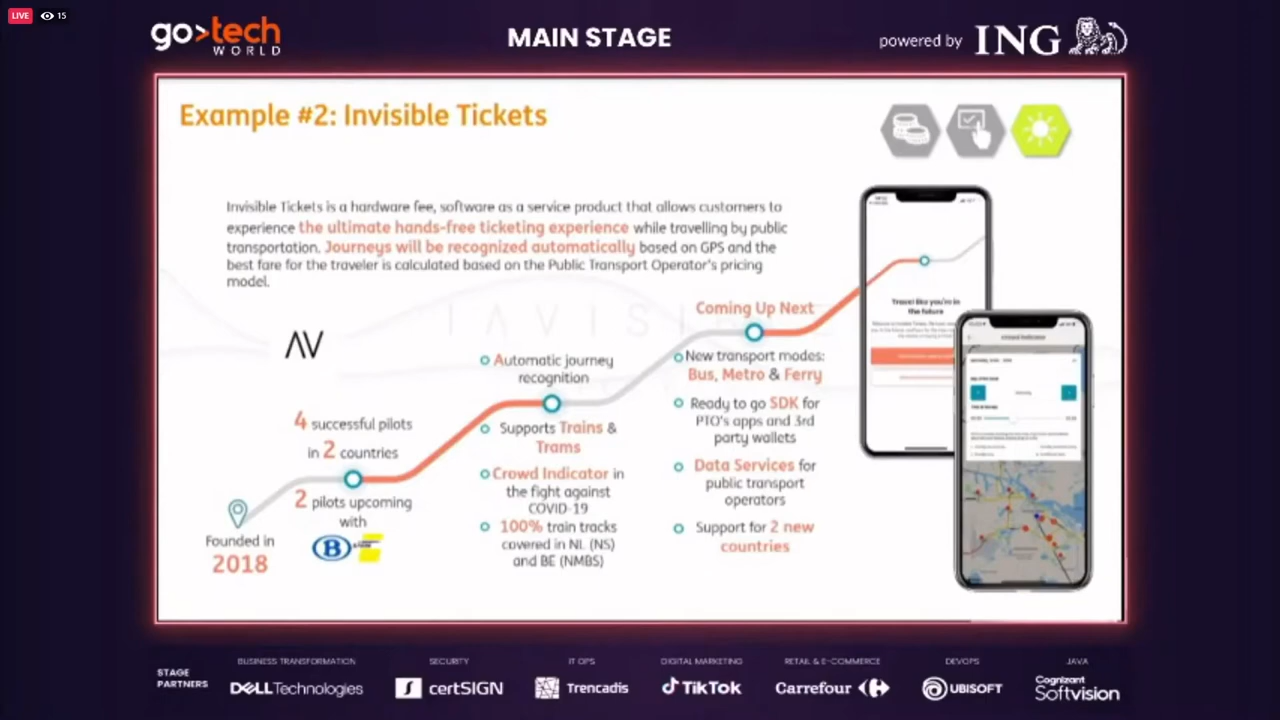 LIVE 15
go>tech
WORLD
MAIN STAGE
powered by ING
Example #2: Invisible Tickets
Invisible Tickets is a hardware fee, software as a service product that allows customers to
experience the ultimate hands-free ticketing experience while travelling by public
transportation. Journeys will be recognized automatically based on GPS and the
best fare for the traveler is calculated based on the Public Transport Operator's pricing
model.
Founded in
2018
4 successful pilots
in 2 countries
2 pilots upcoming
with
B
Automatic journey
recognition
Supports Trains &
Trams
Crowd Indicator in
the fight against
COVID-19
100% train tracks
covered in NL (NS)
and BE (NMBS)
Coming Up Next
New transport modes:
Bus, Metro & Ferry
Ready to go SDK for
PTO's apps and 3rd
party wallets
Data Services for
public transport
operators
Support for 2 new
countries
Travel like you're in
the future
Crowd Indicator
STAGE
PARTNERS
BUSINESS TRANSFORMATION
DELLTechnologies
SECURITY
certSIGN
IT OPS
Trencadis
DIGITAL MARKETING
TikTok
RETAIL & E-COMMERCE
Carrefour
DEVOPS
UBISOFT
JAVA
Cognizant
Softvision